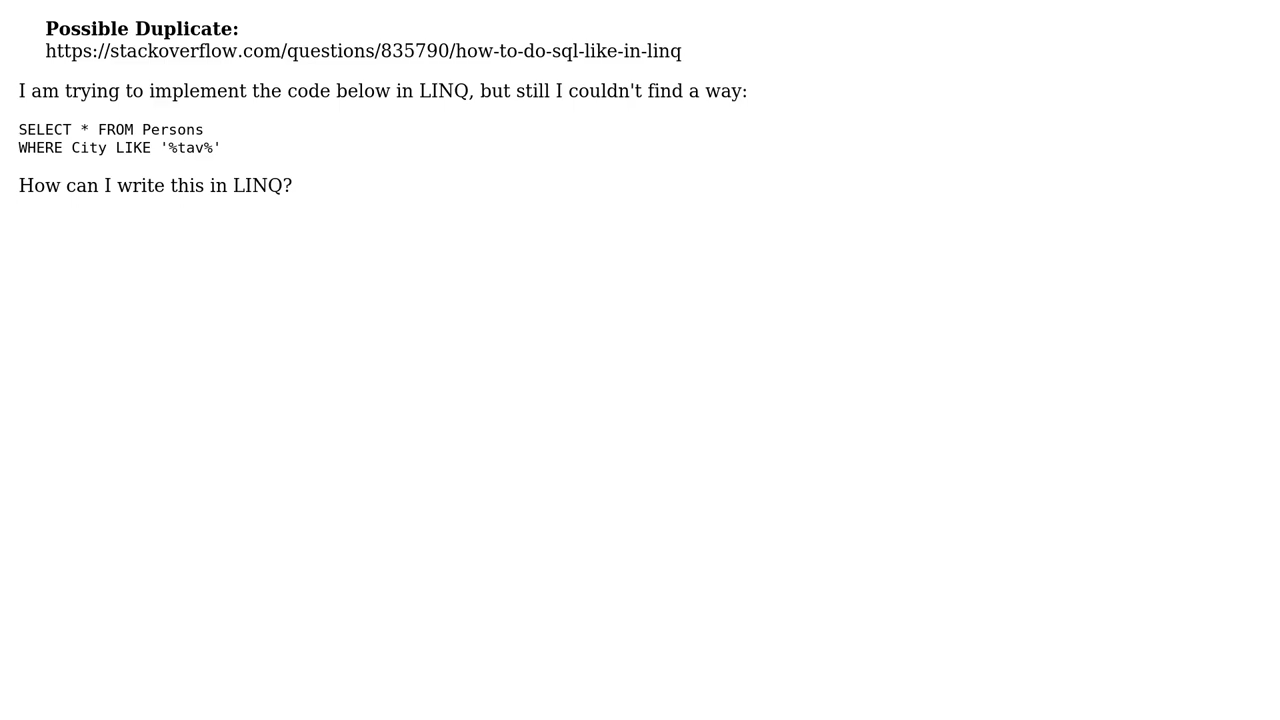 Possible Duplicate:
https://stackoverflow.com/questions/835790/how-to-do-sql-like-in-linq
I am trying to implement the code below in LINQ, but still I couldn't find a way:
SELECT * FROM Persons
WHERE City LIKE '%tav%'
How can I write this in LINQ?